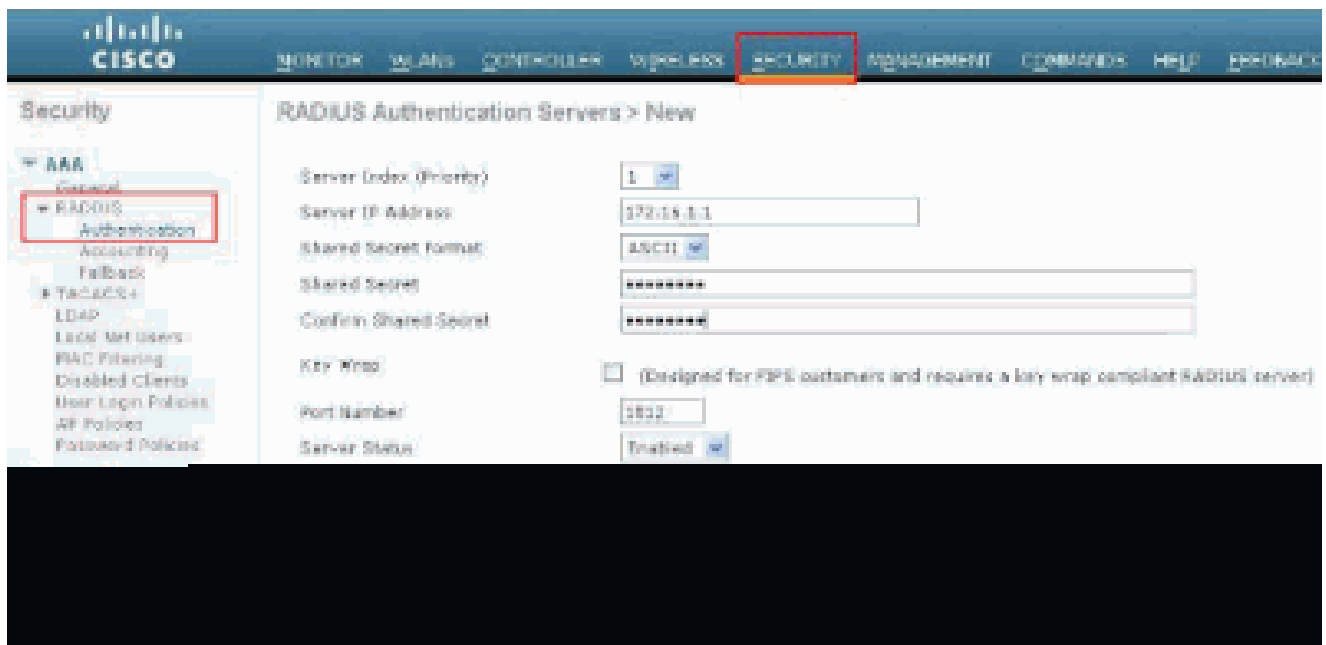 CISCO
MONITOR WLANs CONTROLLER WIRELESS SECURITY MANAGEMENT COMMANDS HELP FEEDBACK
Security
RADIUS Authentication Servers > New
AAA
General
RADIUS
Authentication
Accounting
Fallback
TACACS+
LDAP
Local Net Users
MAC Filtering
Disabled Clients
User Login Policies
AP Policies
Password Policies
Server Index (Priority) 1
Server IP Address
Shared Secret Format ASCII
Shared Secret ••••••••
Confirm Shared Secret ••••••••
Key Wrap (Designed for FIPS customers and requires a key wrap compliant RADIUS server)
Port Number 1812
Server Status Enabled